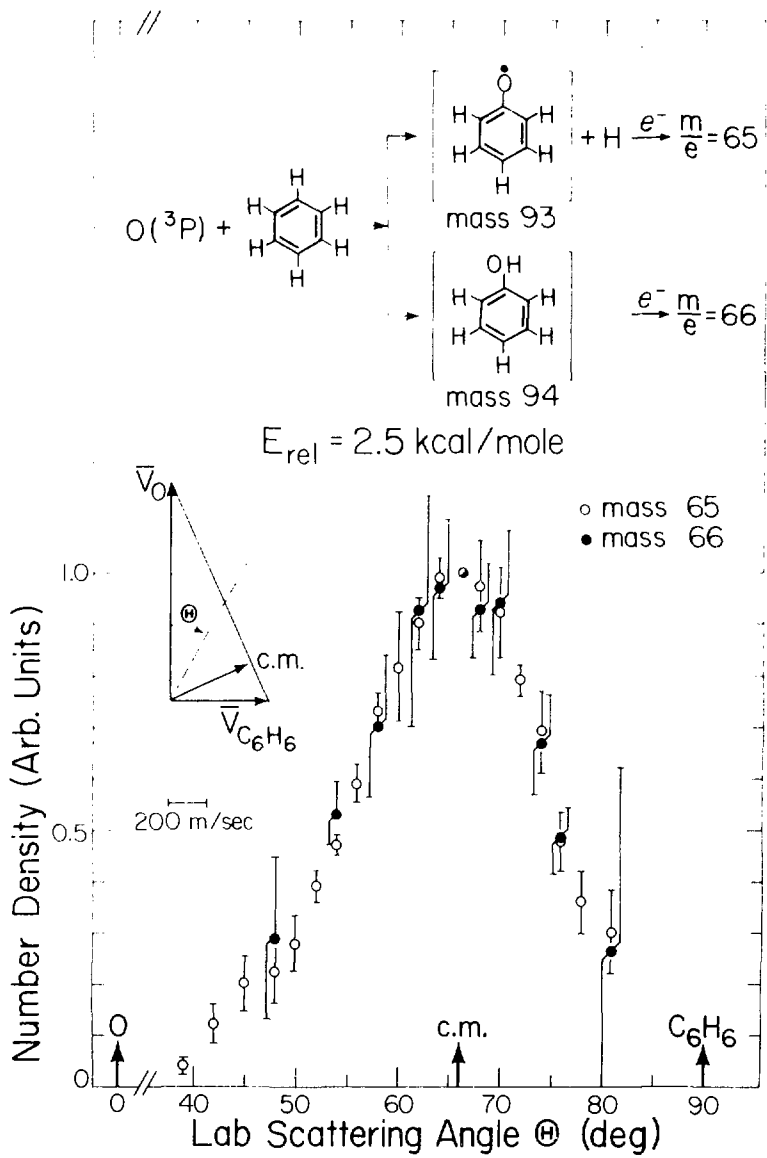 O(³P) +
H
H
H
H
H
H
Ȯ
H
H
H
H
H
+ H e⁻ → m/e = 65
mass 93
OH
H
H
H
H
H
e⁻ → m/e = 66
mass 94
E_rel = 2.5 kcal/mole
V̅_O
Θ
c.m.
V̅_C₆H₆
200 m/sec
○ mass 65
● mass 66
Number Density (Arb. Units)
1.0
0.5
0
O
c.m.
C₆H₆
0 40 50 60 70 80 90
Lab Scattering Angle Θ (deg)